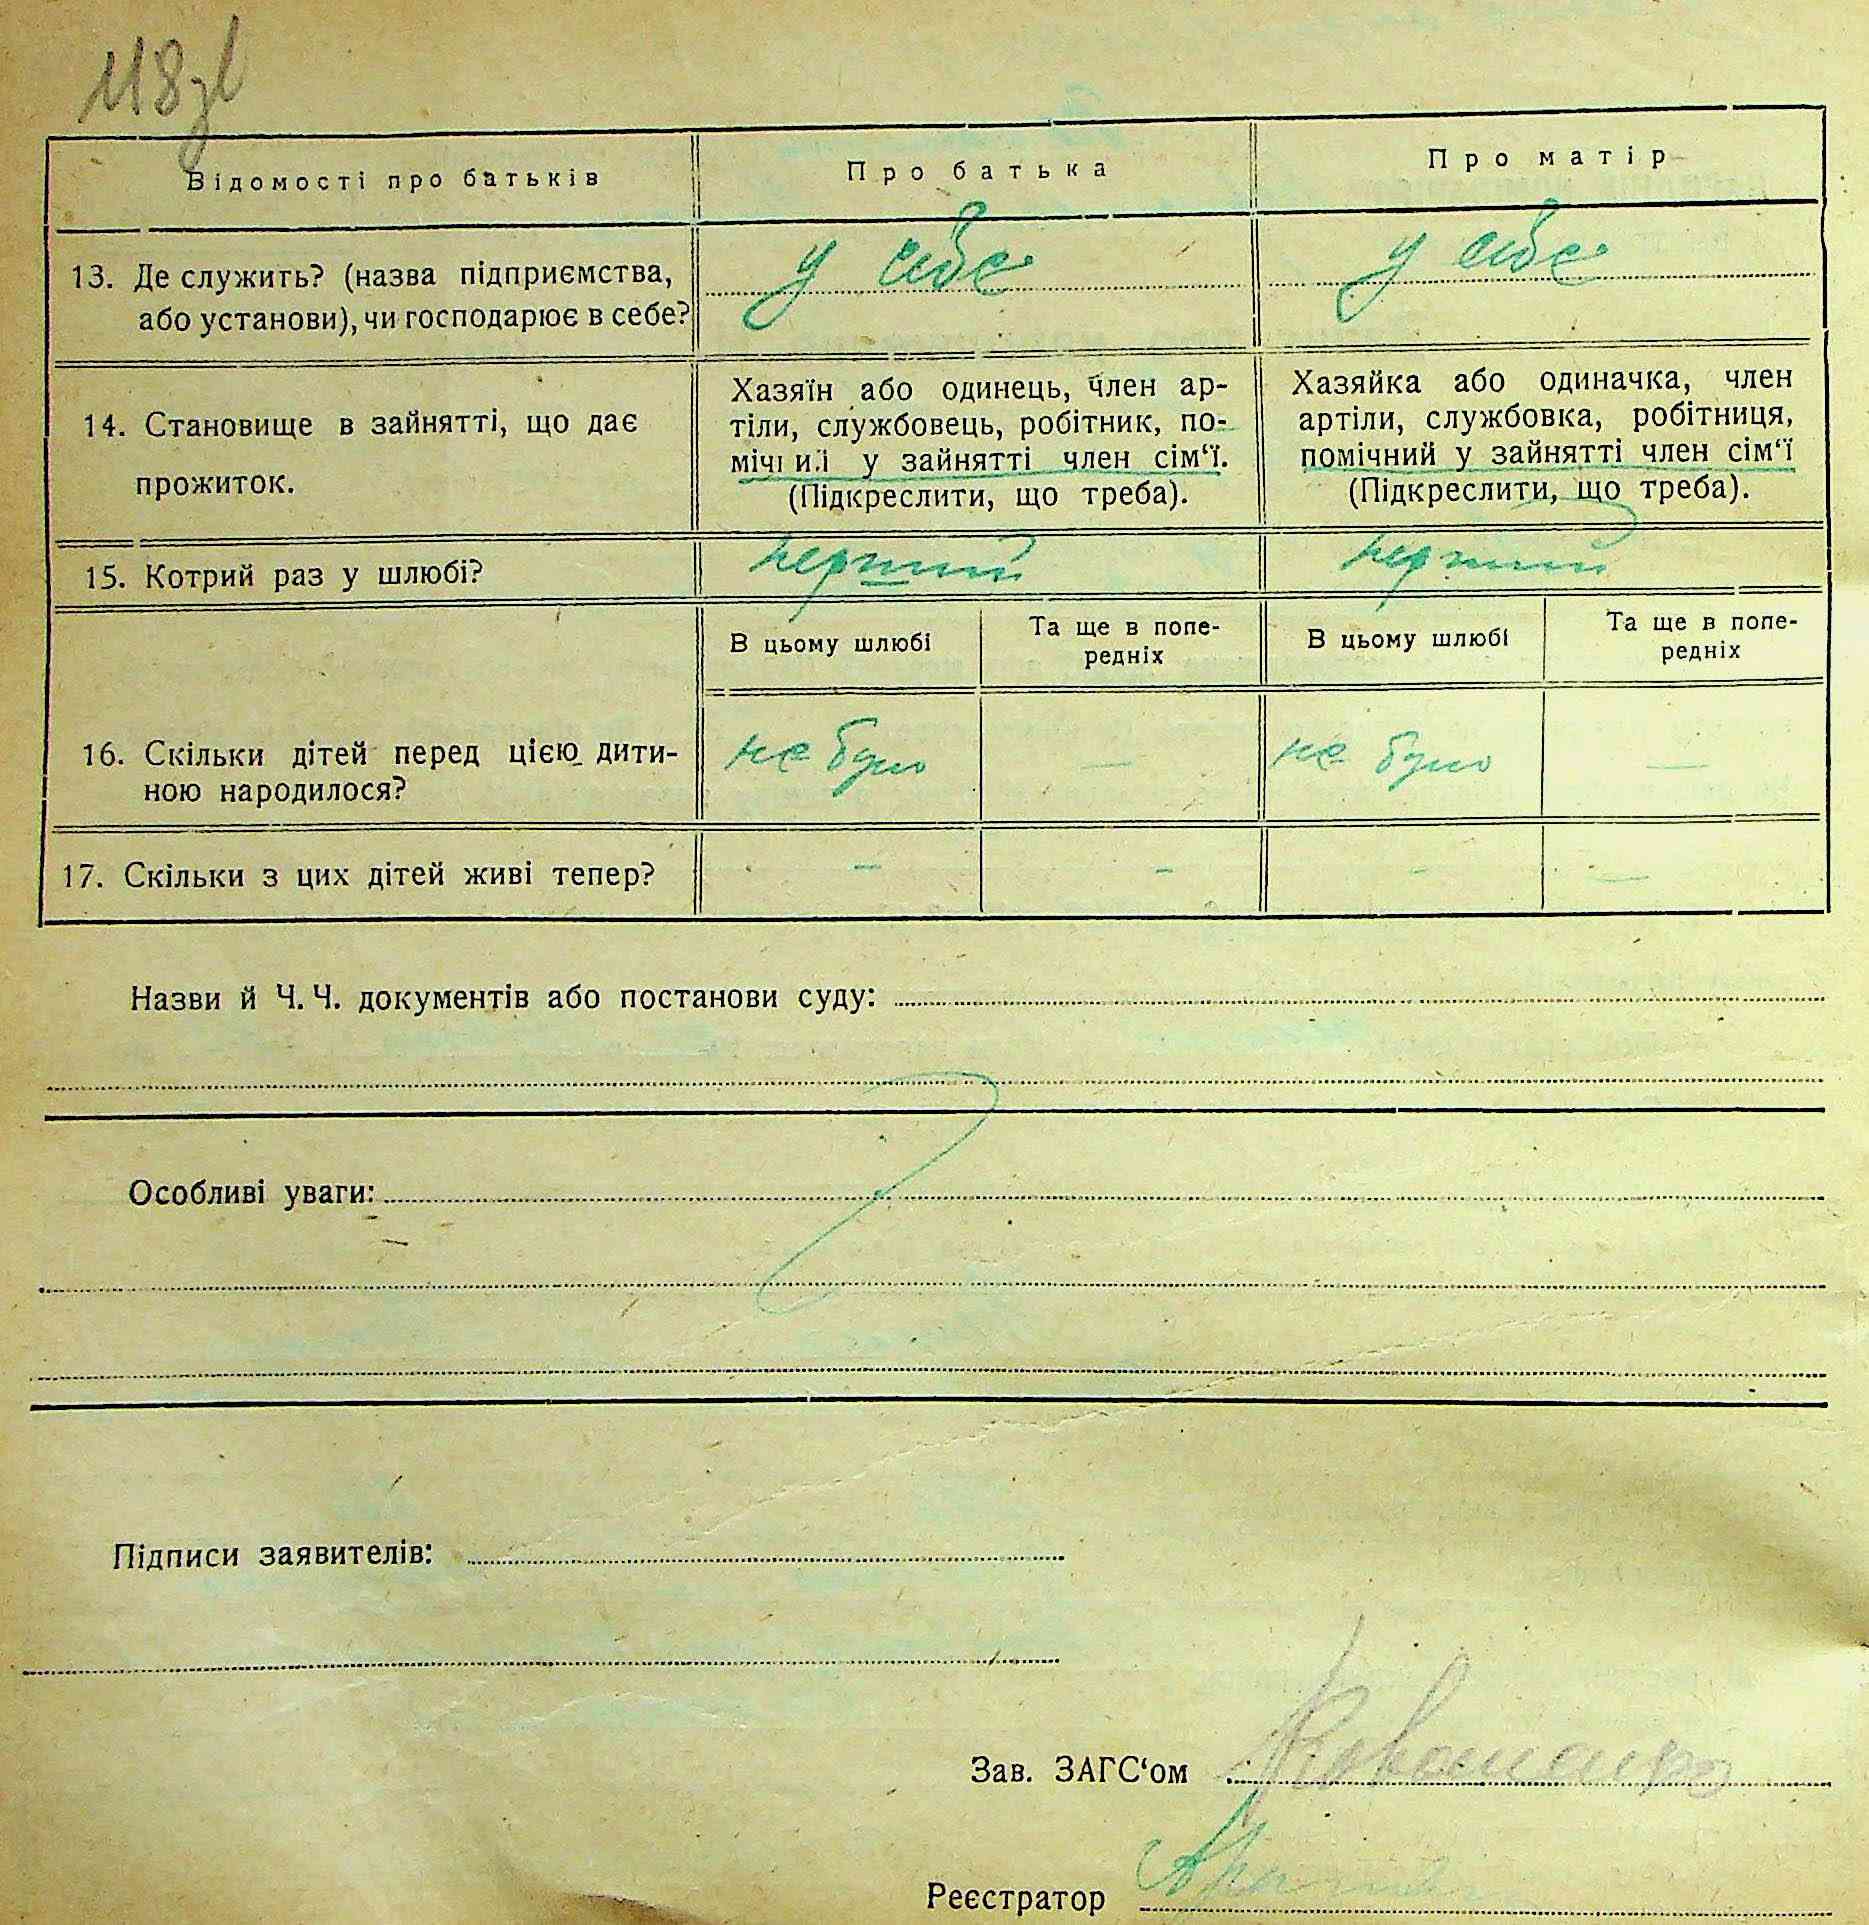 118зв
Відомості про батьків
Про батька
Про матір
13. Де служить? (назва підприємства,
або установи), чи господарює в себе?
у себе
у себе
14. Становище в зайнятті, що дає
прожиток.
Хазяїн або одинець, член ар-
тіли, службовець, робітник, по-
мічний у зайнятті член сім‘ї.
(Підкреслити, що треба).
Хазяйка або одиначка, член
артіли, службовка, робітниця,
помічний у зайнятті член сім‘ї
(Підкреслити, що треба).
15. Котрий раз у шлюбі?
перший
перший
В цьому шлюбі
Та ще в попе-
редніх
В цьому шлюбі
Та ще в попе-
редніх
16. Скільки дітей перед цією дити-
ною народилося?
не було
—
не було
—
17. Скільки з цих дітей живі тепер?
–
–
–
—
Назви й Ч. Ч. документів або постанови суду:
Особливі уваги:
Підписи заявителів:
Зав. ЗАГС‘ом
Реєстратор